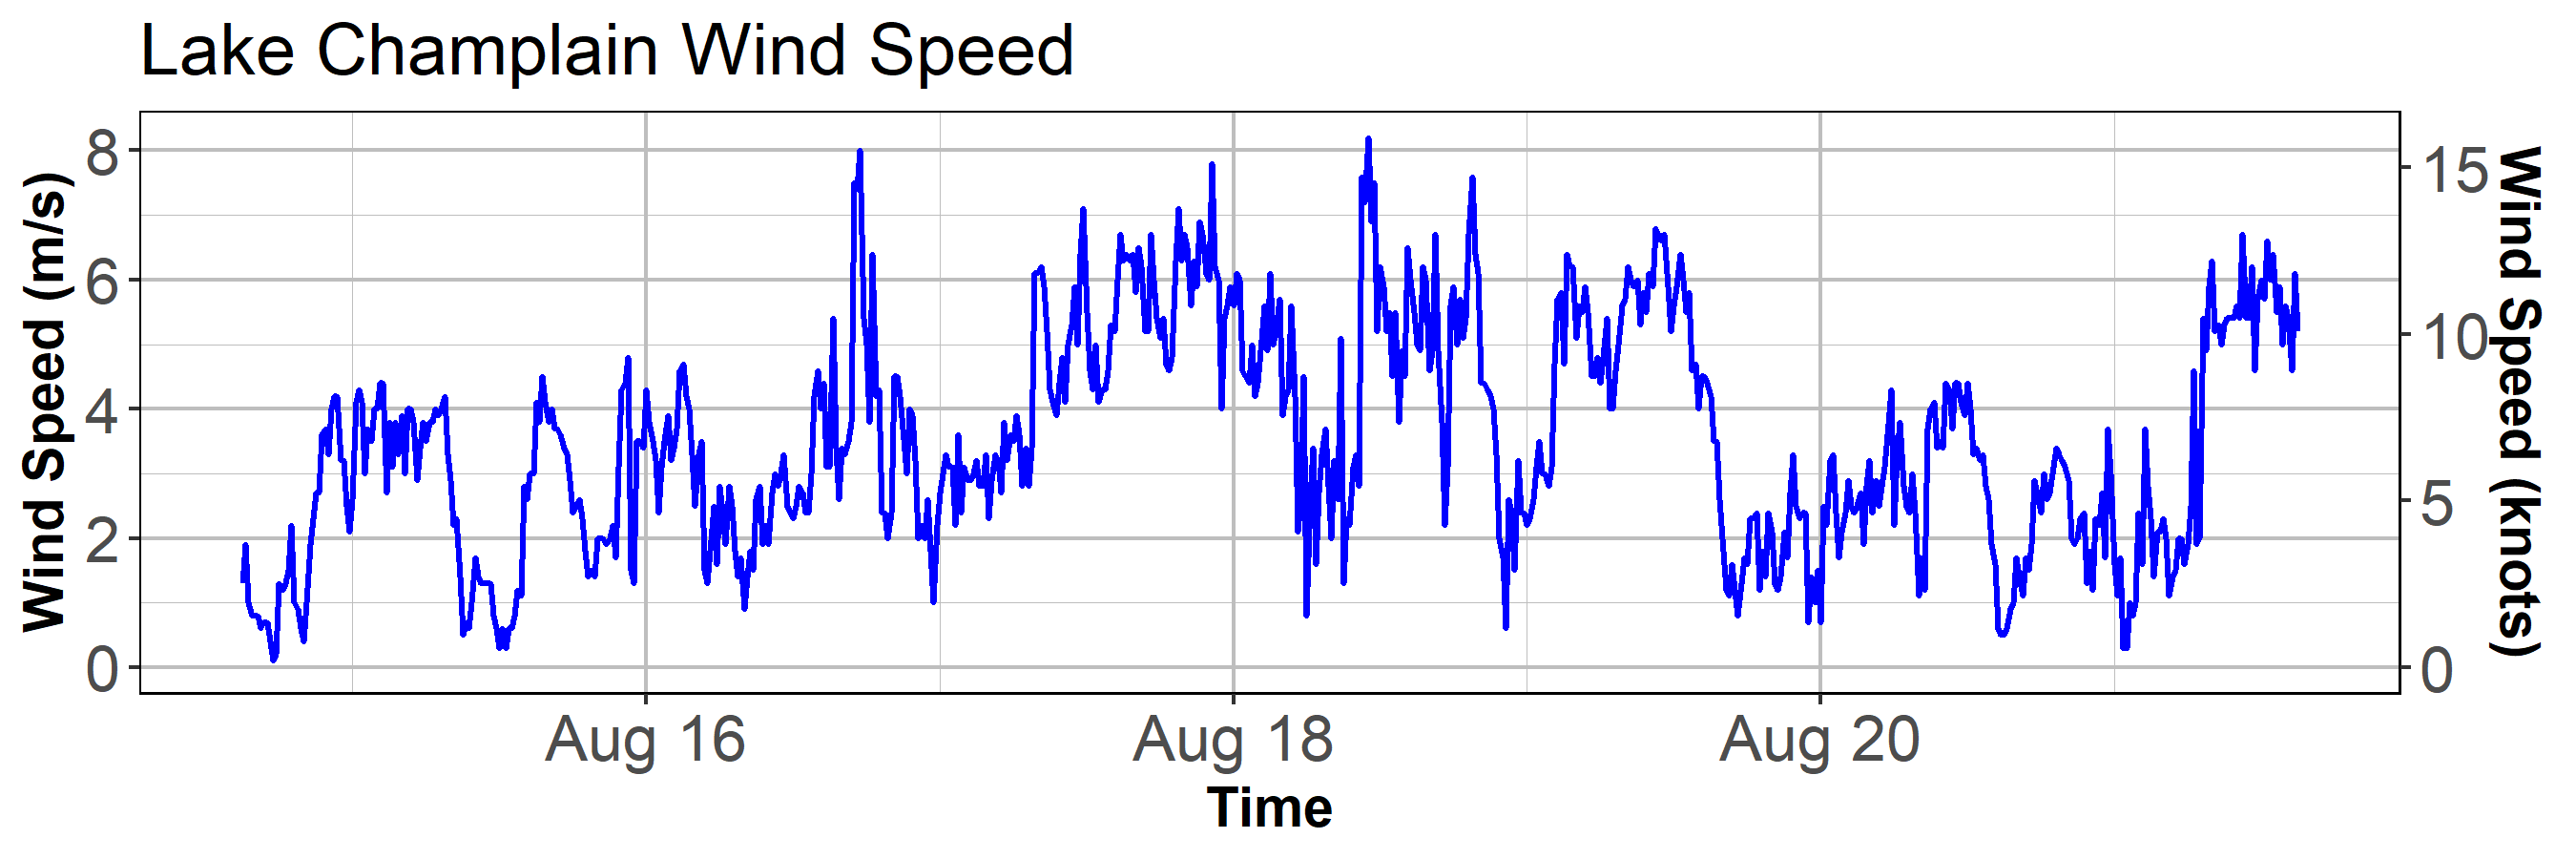 Lake Champlain Wind Speed
Wind Speed (m/s)
8
6
4
2
0
15
10
5
0
Wind Speed (knots)
Aug 16 Aug 18 Aug 20
Time